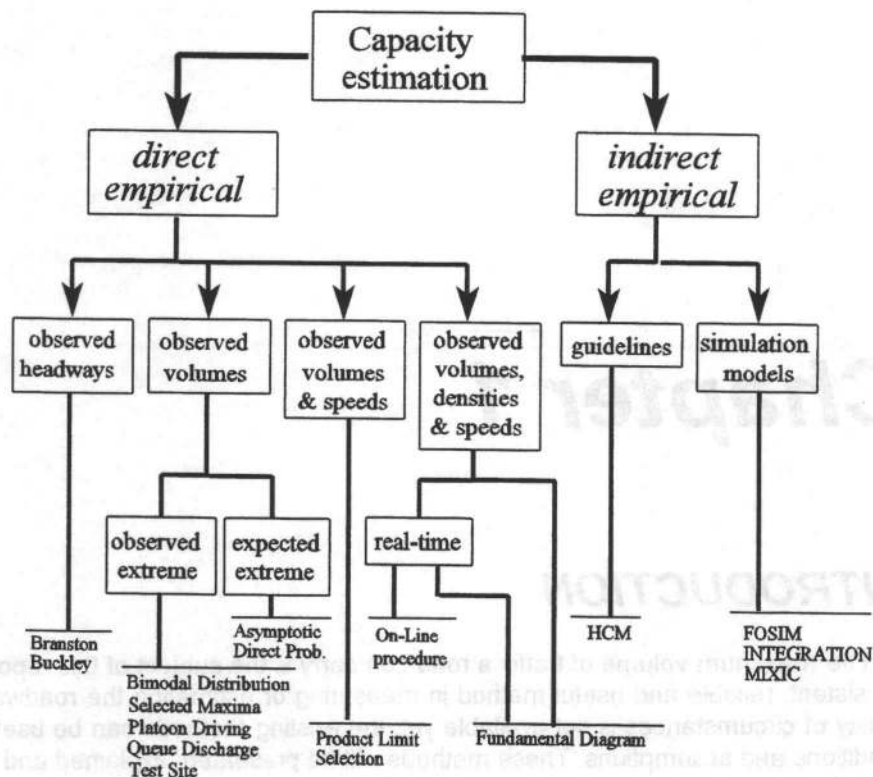 Capacity
estimation
direct
empirical
indirect
empirical
observed
headways
observed
volumes
observed
volumes
& speeds
observed
volumes,
densities
& speeds
guidelines
simulation
models
observed
extreme
expected
extreme
real-time
Branston
Buckley
Asymptotic
Direct Prob.
On-Line
procedure
HCM
FOSIM
INTEGRATION
MIXIC
Bimodal Distribution
Selected Maxima
Platoon Driving
Queue Discharge
Test Site
Product Limit
Selection
Fundamental Diagram